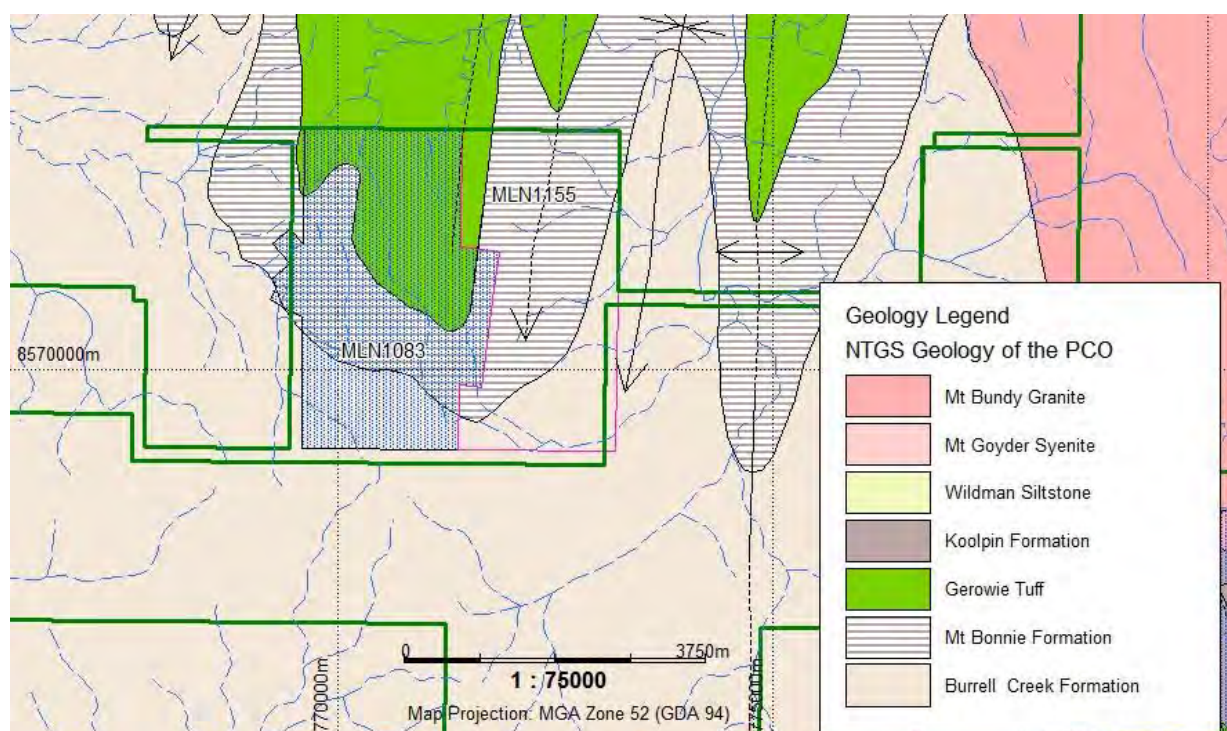 MLN1155
MLN1083
8570000m
0
3750m
1 : 75000
Map Projection: MGA Zone 52 (GDA 94)
770000m
775000m
Geology Legend
NTGS Geology of the PCO
Mt Bundy Granite
Mt Goyder Syenite
Wildman Siltstone
Koolpin Formation
Gerowie Tuff
Mt Bonnie Formation
Burrell Creek Formation